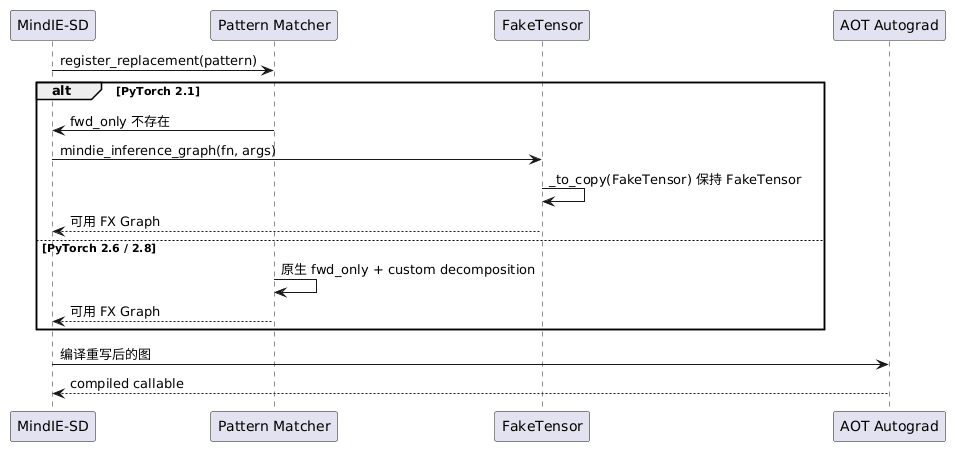 MindIE-SD Pattern Matcher FakeTensor AOT Autograd
register_replacement(pattern)
alt [PyTorch 2.1]
fwd_only 不存在
mindie_inference_graph(fn, args)
_to_copy(FakeTensor) 保持 FakeTensor
可用 FX Graph
[PyTorch 2.6 / 2.8]
原生 fwd_only + custom decomposition
可用 FX Graph
编译重写后的图
compiled callable
MindIE-SD Pattern Matcher FakeTensor AOT Autograd